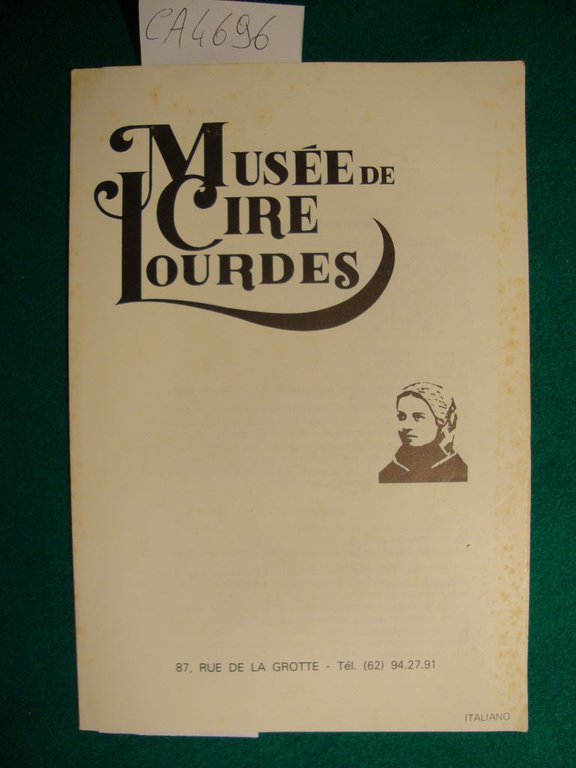 CA4696
MUSÉE DE
CIRE
LOURDES
87, RUE DE LA GROTTE - Tél. (62) 94.27.91
ITALIANO